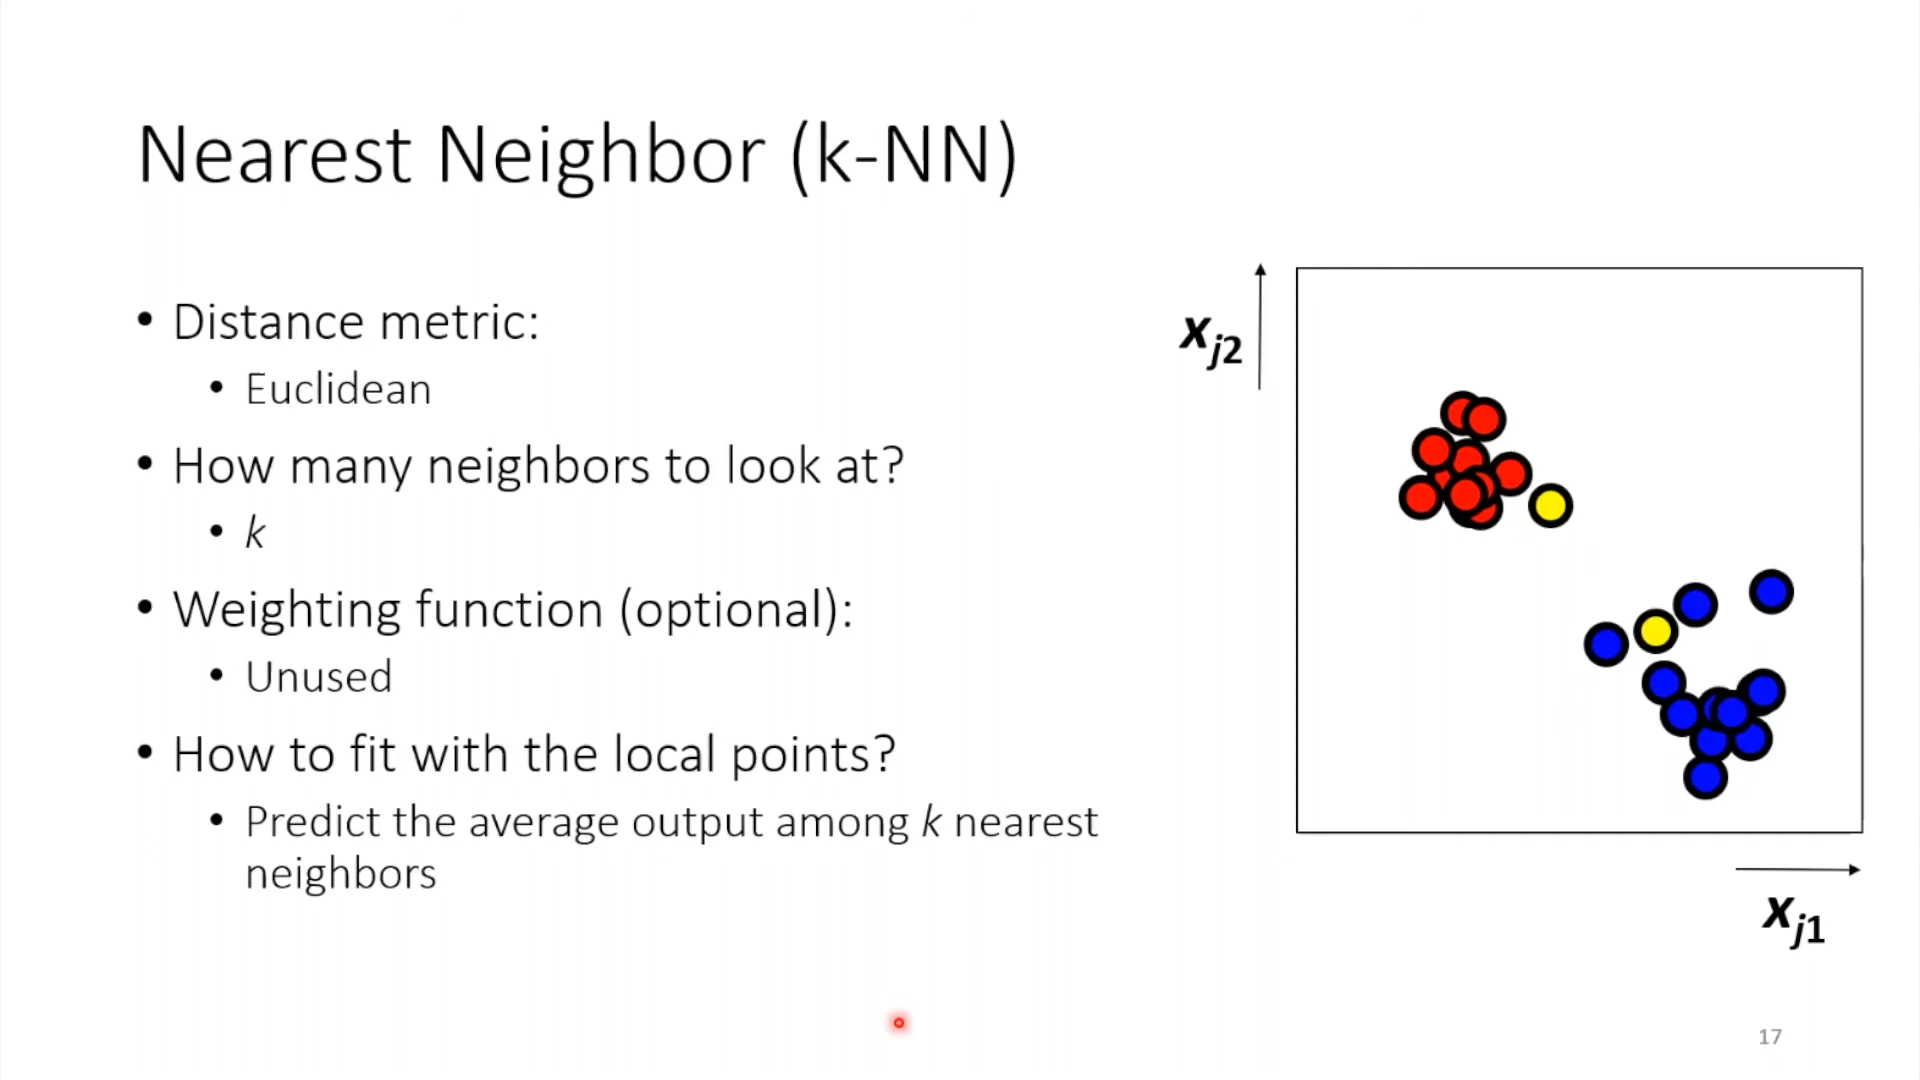 Nearest Neighbor (k-NN)
• Distance metric:
• Euclidean
• How many neighbors to look at?
• k
• Weighting function (optional):
• Unused
• How to fit with the local points?
• Predict the average output among k nearest
neighbors
xj2
xj1
17